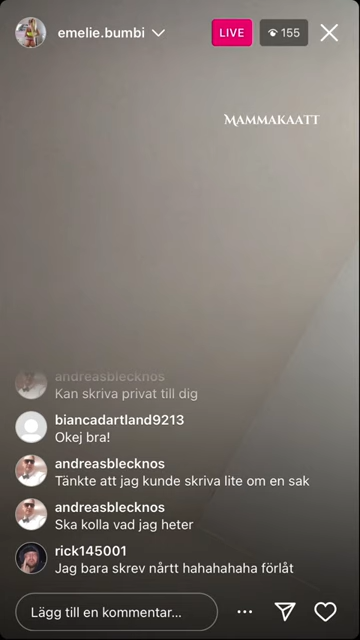 emelie.bumbi
LIVE
155
MAMMAKAATT
andreasblecknos
Kan skriva privat till dig
biancadartland9213
Okej bra!
andreasblecknos
Tänkte att jag kunde skriva lite om en sak
andreasblecknos
Ska kolla vad jag heter
rick145001
Jag bara skrev nårtt hahahahaha förlåt
Lägg till en kommentar...